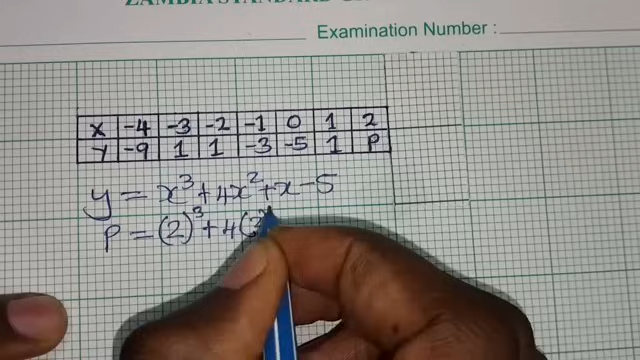 Examination Number :
x -4 -3 -2 -1 0 1 2
y -9 1 1 -3 -5 1 P
y = x³ + 4x² + x - 5
P = (2)³ + 4(2